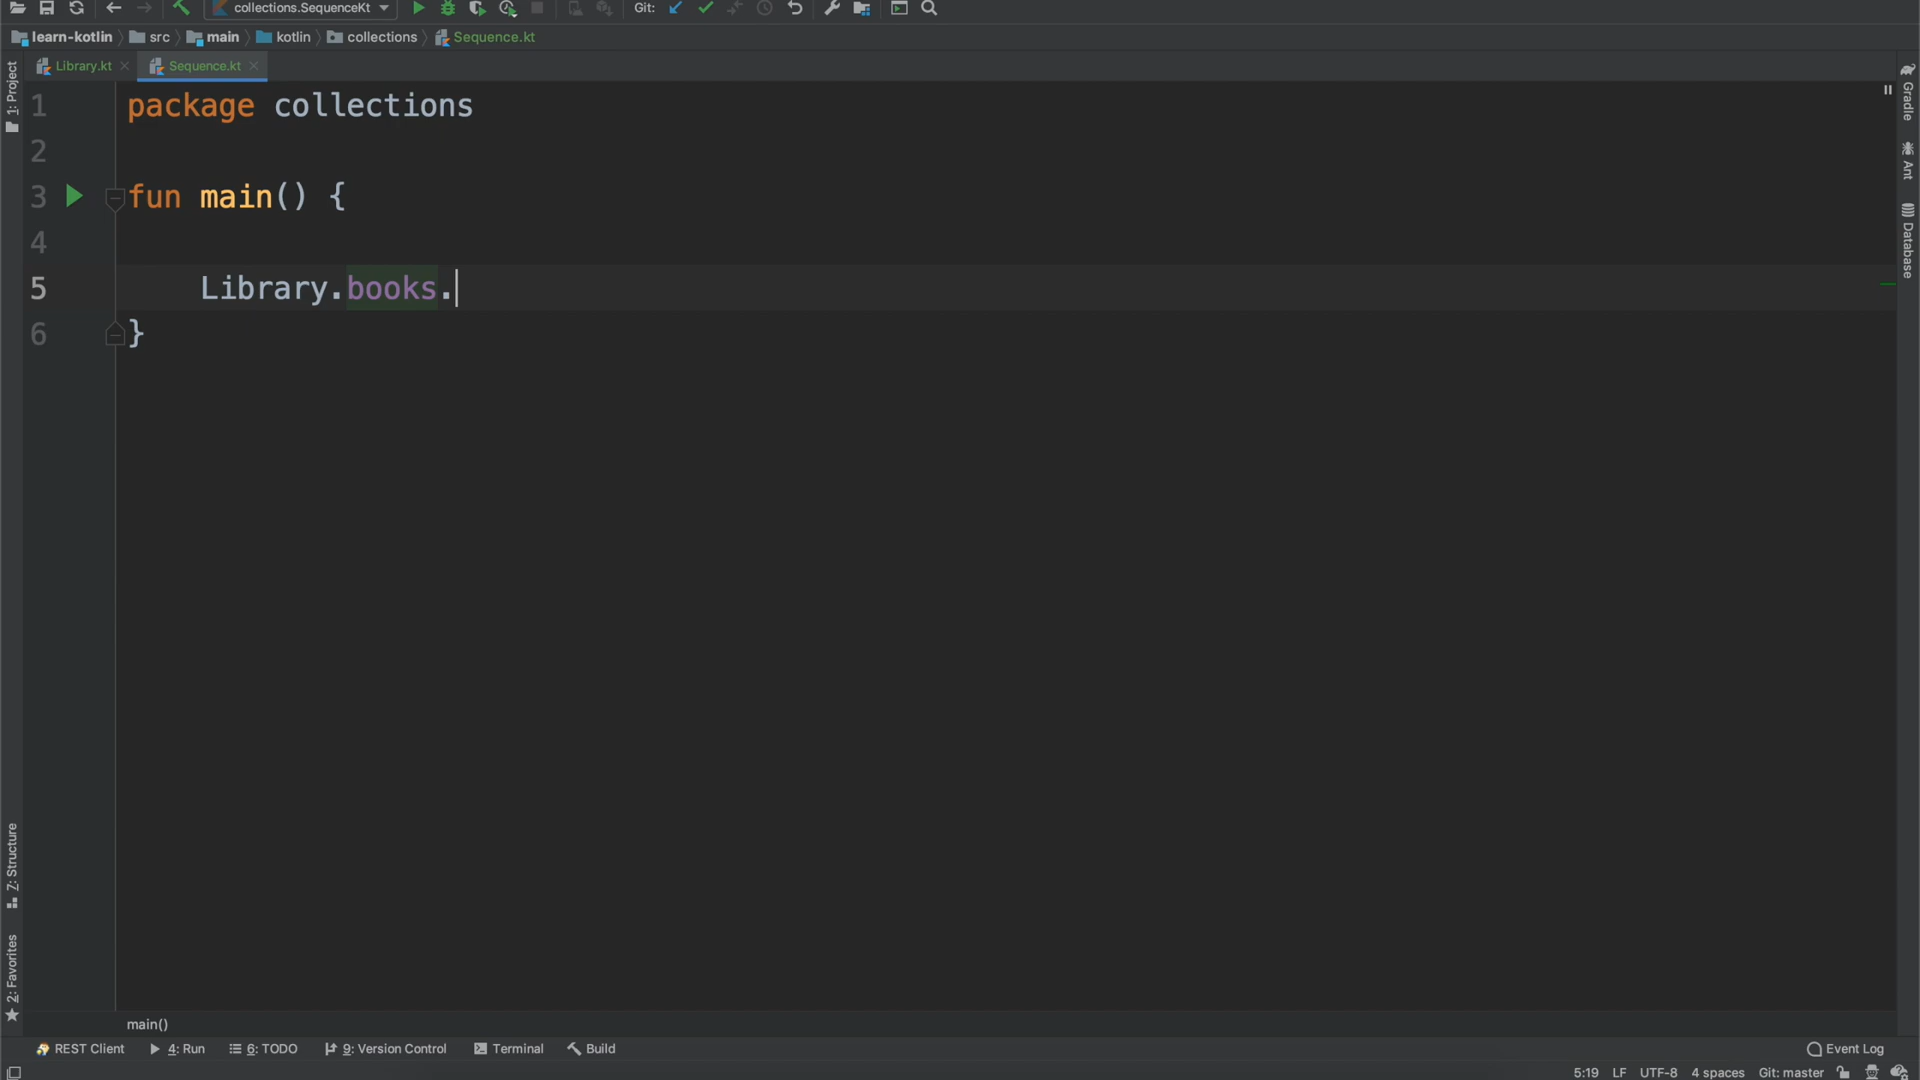 collections.SequenceKt Git:
learn-kotlin src main kotlin collections Sequence.kt
Library.kt Sequence.kt
1: Project
1 package collections
2
3 fun main() {
4
5 Library.books.
6 }
Gradle
Ant
Database
Z: Structure
2: Favorites
main()
REST Client 4: Run 6: TODO 9: Version Control Terminal Build Event Log
5:19 LF UTF-8 4 spaces Git: master